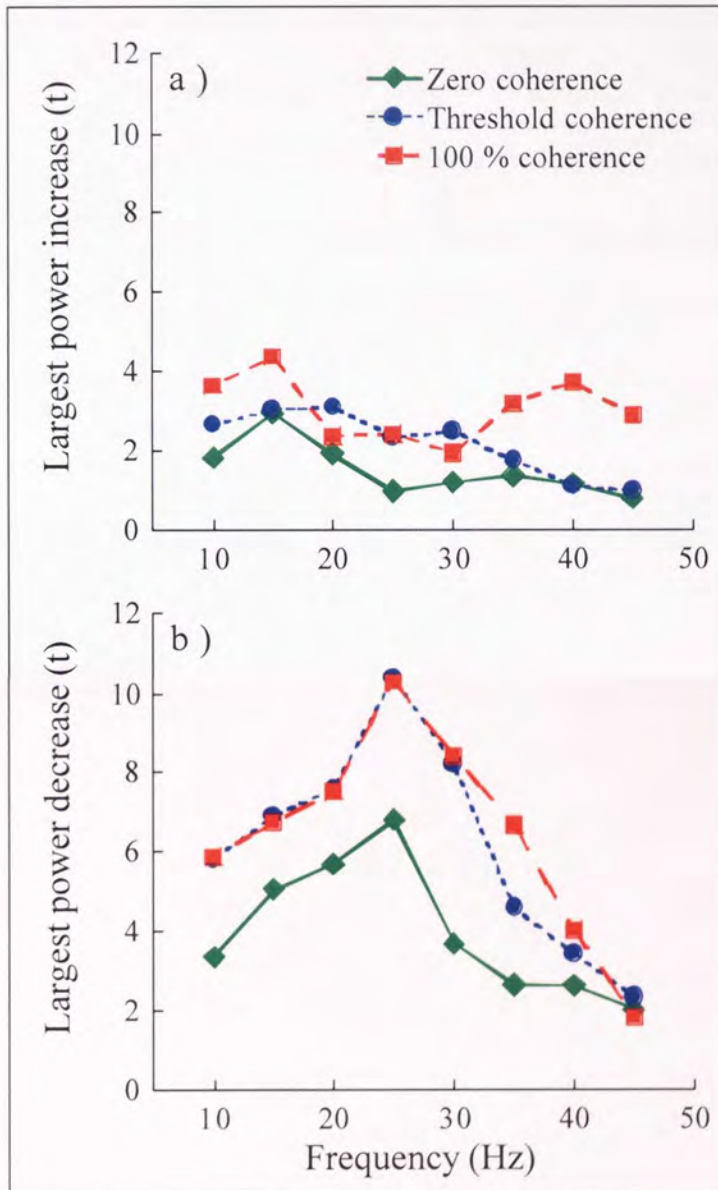 Largest power increase (t)
12
10
8
6
4
2
0
a )
Zero coherence
Threshold coherence
100 % coherence
10 20 30 40 50
Largest power decrease (t)
12
10
8
6
4
2
0
b )
10 20 30 40 50
Frequency (Hz)